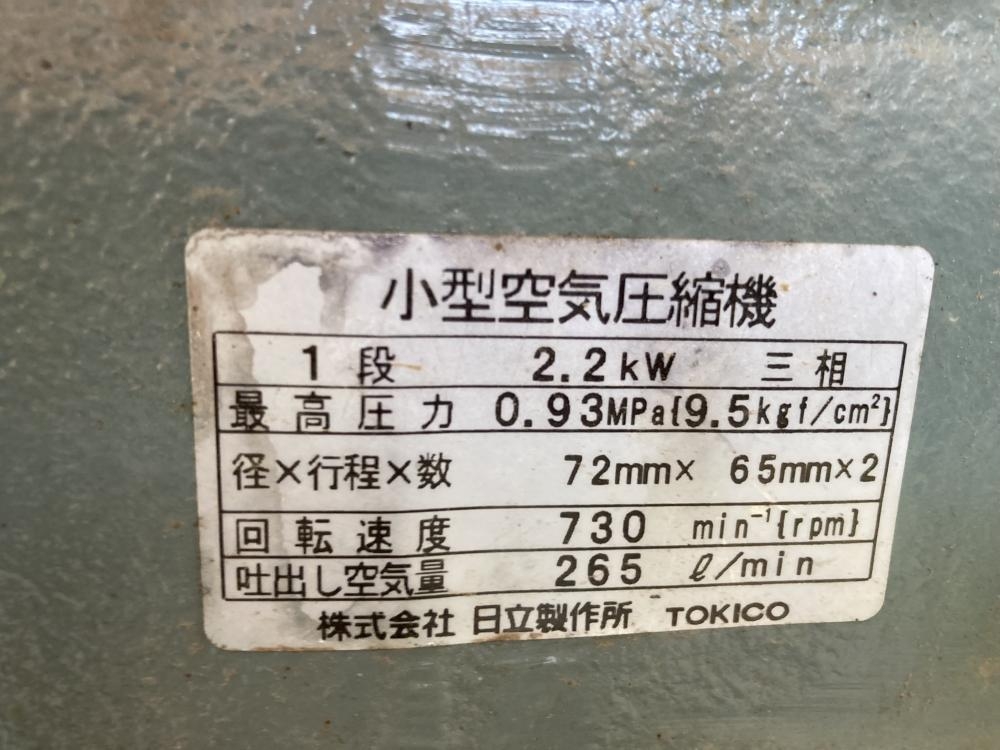 小型空気圧縮機
1段 2.2kW 三相
最高圧力 0.93MPa{9.5kgf/cm²}
径×行程×数 72mm× 65mm×2
回転速度 730 min⁻¹{rpm}
吐出し空気量 265 ℓ/min
株式会社 日立製作所 TOKICO